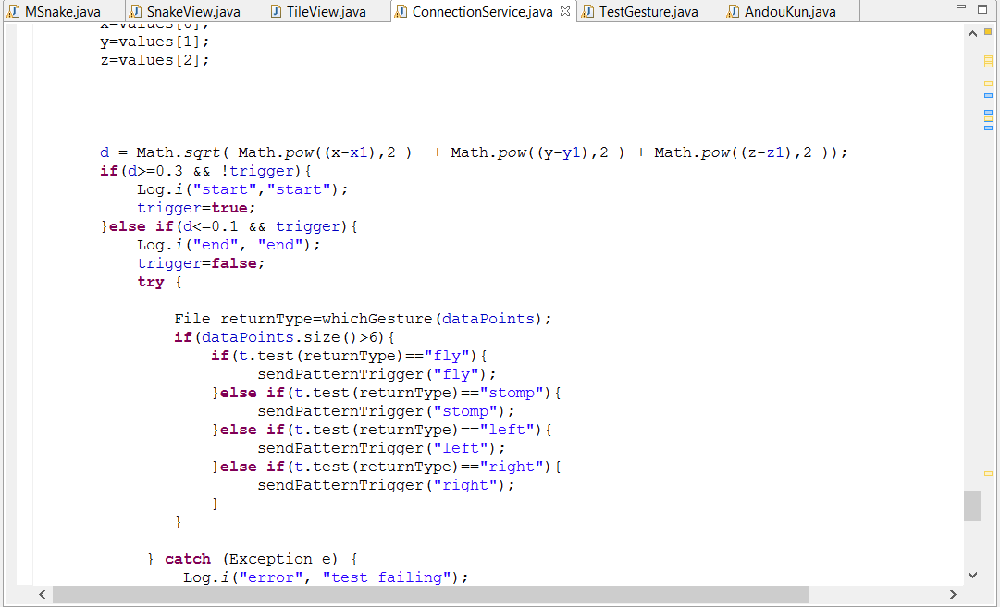 MSnake.java SnakeView.java TileView.java ConnectionService.java TestGesture.java AndouKun.java
x=values[0];
y=values[1];
z=values[2];
d = Math.sqrt( Math.pow((x-x1),2 )  + Math.pow((y-y1),2 ) + Math.pow((z-z1),2 ));
if(d>=0.3 && !trigger){
Log.i("start","start");
trigger=true;
}else if(d<=0.1 && trigger){
Log.i("end", "end");
trigger=false;
try {
File returnType=whichGesture(dataPoints);
if(dataPoints.size()>6){
if(t.test(returnType)=="fly"){
sendPatternTrigger("fly");
}else if(t.test(returnType)=="stomp"){
sendPatternTrigger("stomp");
}else if(t.test(returnType)=="left"){
sendPatternTrigger("left");
}else if(t.test(returnType)=="right"){
sendPatternTrigger("right");
}
}
} catch (Exception e) {
Log.i("error", "test failing");